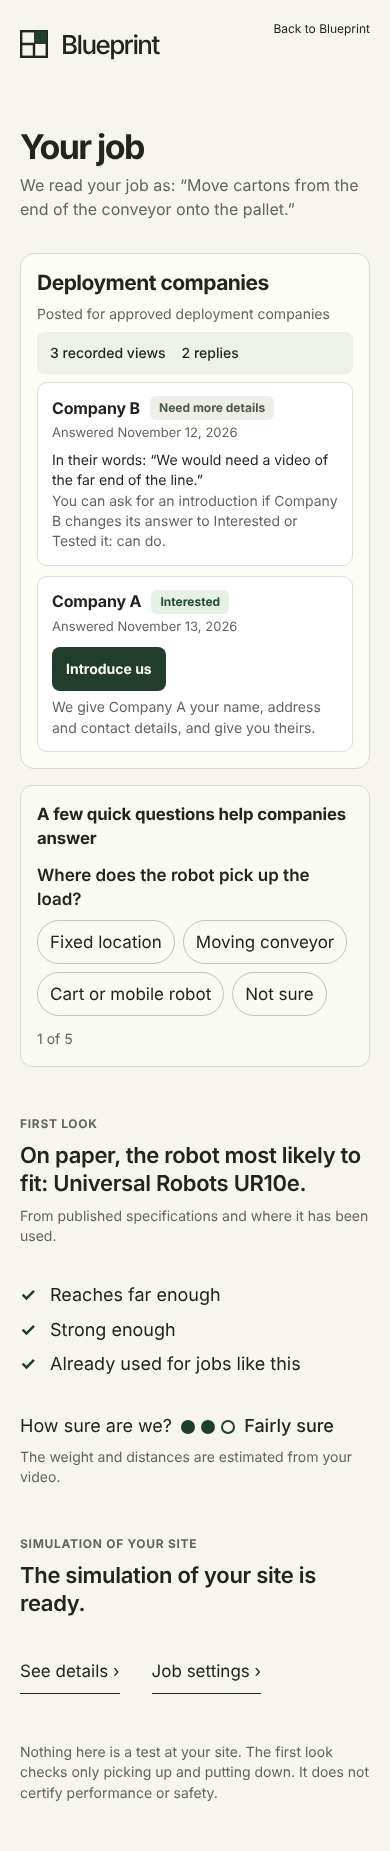 Blueprint
Back to Blueprint
Your job
We read your job as: “Move cartons from the
end of the conveyor onto the pallet.”
Deployment companies
Posted for approved deployment companies
3 recorded views 2 replies
Company B Need more details
Answered November 12, 2026
In their words: “We would need a video of
the far end of the line.”
You can ask for an introduction if Company
B changes its answer to Interested or
Tested it: can do.
Company A Interested
Answered November 13, 2026
Introduce us
We give Company A your name, address
and contact details, and give you theirs.
A few quick questions help companies
answer
Where does the robot pick up the
load?
Fixed location Moving conveyor
Cart or mobile robot Not sure
1 of 5
FIRST LOOK
On paper, the robot most likely to
fit: Universal Robots UR10e.
From published specifications and where it has been
used.
✓ Reaches far enough
✓ Strong enough
✓ Already used for jobs like this
How sure are we? Fairly sure
The weight and distances are estimated from your
video.
SIMULATION OF YOUR SITE
The simulation of your site is
ready.
See details › Job settings ›
Nothing here is a test at your site. The first look
checks only picking up and putting down. It does not
certify performance or safety.